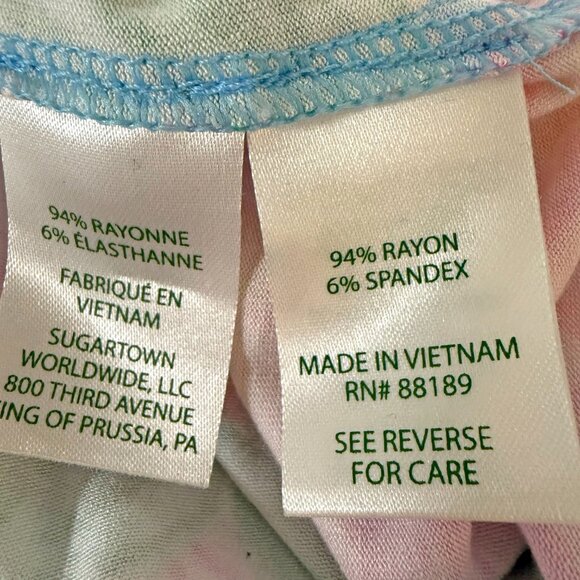 94% RAYONNE
6% ÉLASTHANNE
FABRIQUÉ EN
VIETNAM
SUGARTOWN
WORLDWIDE, LLC
800 THIRD AVENUE
ING OF PRUSSIA, PA
94% RAYON
6% SPANDEX
MADE IN VIETNAM
RN# 88189
SEE REVERSE
FOR CARE